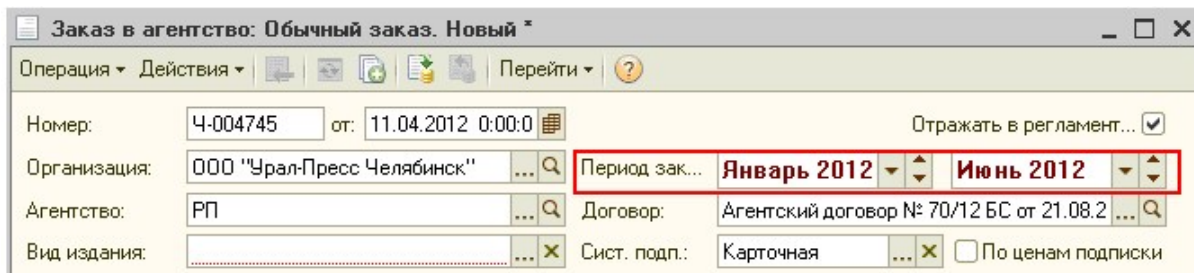 Заказ в агентство: Обычный заказ. Новый *
Операция Действия Перейти
Номер: Ч-004745 от: 11.04.2012 0:00:0 Отражать в регламент...
Организация: ООО "Урал-Пресс Челябинск" ... Период зак... Январь 2012 Июнь 2012
Агентство: РП ... Договор: Агентский договор № 70/12 БС от 21.08.2 ...
Вид издания: ... Сист. подп.: Карточная ... По ценам подписки